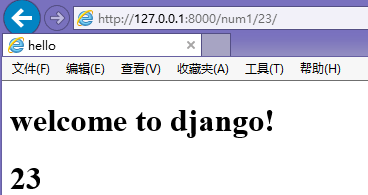 http://127.0.0.1:8000/num1/23/
hello
文件(F) 编辑(E) 查看(V) 收藏夹(A) 工具(T) 帮助(H)
welcome to django!
23